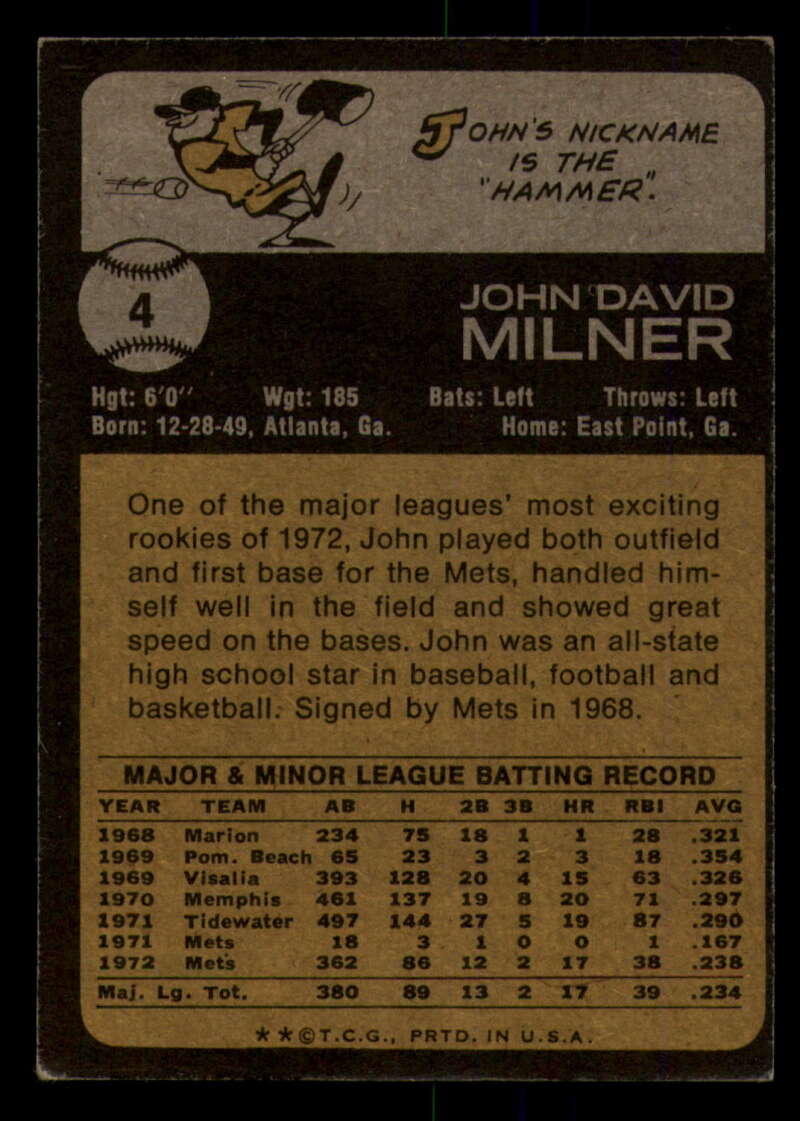 JOHN'S NICKNAME
IS THE
"HAMMER".
4
JOHN DAVID
MILNER
Hgt: 6'0" Wgt: 185 Bats: Left Throws: Left
Born: 12-28-49, Atlanta, Ga. Home: East Point, Ga.
One of the major leagues' most exciting
rookies of 1972, John played both outfield
and first base for the Mets, handled him-
self well in the field and showed great
speed on the bases. John was an all-state
high school star in baseball, football and
basketball. Signed by Mets in 1968.
MAJOR & MINOR LEAGUE BATTING RECORD
YEAR TEAM AB H 2B 3B HR RBI AVG
1968 Marion 234 75 18 1 1 28 .321
1969 Pom. Beach 65 23 3 2 3 18 .354
1969 Visalia 393 128 20 4 15 63 .326
1970 Memphis 461 137 19 8 20 71 .297
1971 Tidewater 497 144 27 5 19 87 .290
1971 Mets 18 3 1 0 0 1 .167
1972 Mets 362 86 12 2 17 38 .238
Maj. Lg. Tot. 380 89 13 2 17 39 .234
**©T.C.G., PRTD. IN U.S.A.